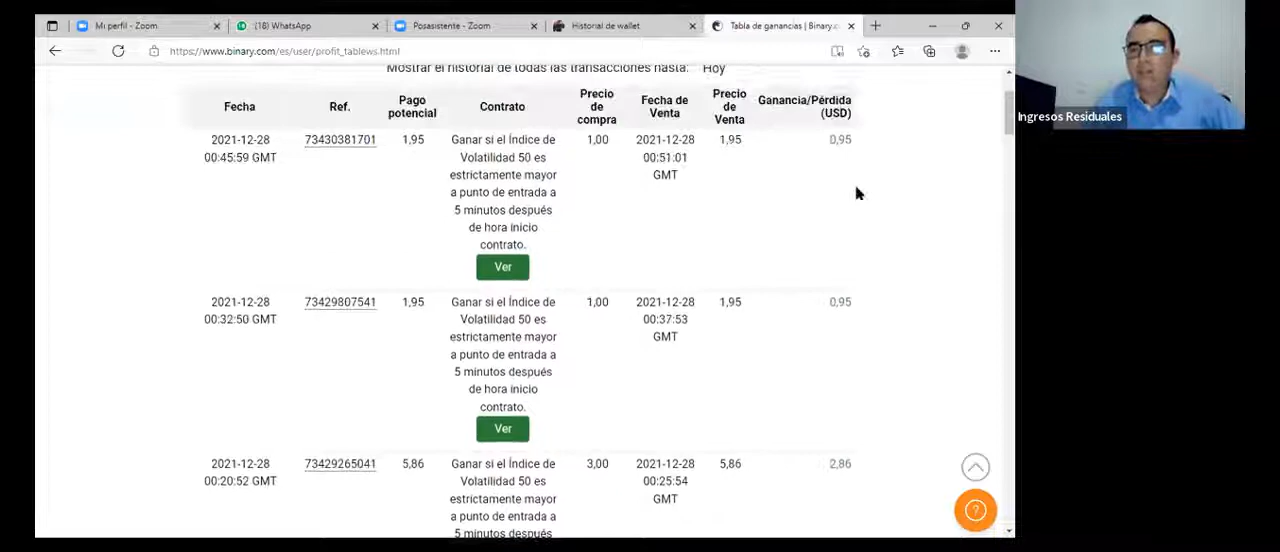 Mi perfil - Zoom
(18) WhatsApp
Posasistente - Zoom
Historial de wallet
Tabla de ganancias | Binary.c
https://www.binary.com/es/user/profit_tablews.html
Mostrar el historial de todas las transacciones hasta: Hoy
Fecha Ref. Pago potencial Contrato Precio de compra Fecha de Venta Precio de Venta Ganancia/Pérdida (USD)
2021-12-28 73430381701 1,95 Ganar si el Índice de 1,00 2021-12-28 1,95 0,95
00:45:59 GMT Volatilidad 50 es 00:51:01
estrictamente mayor GMT
a punto de entrada a
5 minutos después
de hora inicio
contrato.
Ver
2021-12-28 73429807541 1,95 Ganar si el Índice de 1,00 2021-12-28 1,95 0,95
00:32:50 GMT Volatilidad 50 es 00:37:53
estrictamente mayor GMT
a punto de entrada a
5 minutos después
de hora inicio
contrato.
Ver
2021-12-28 73429265041 5,86 Ganar si el Índice de 3,00 2021-12-28 5,86 2,86
00:20:52 GMT Volatilidad 50 es 00:25:54
estrictamente mayor GMT
a punto de entrada a
5 minutos después
Ingresos Residuales